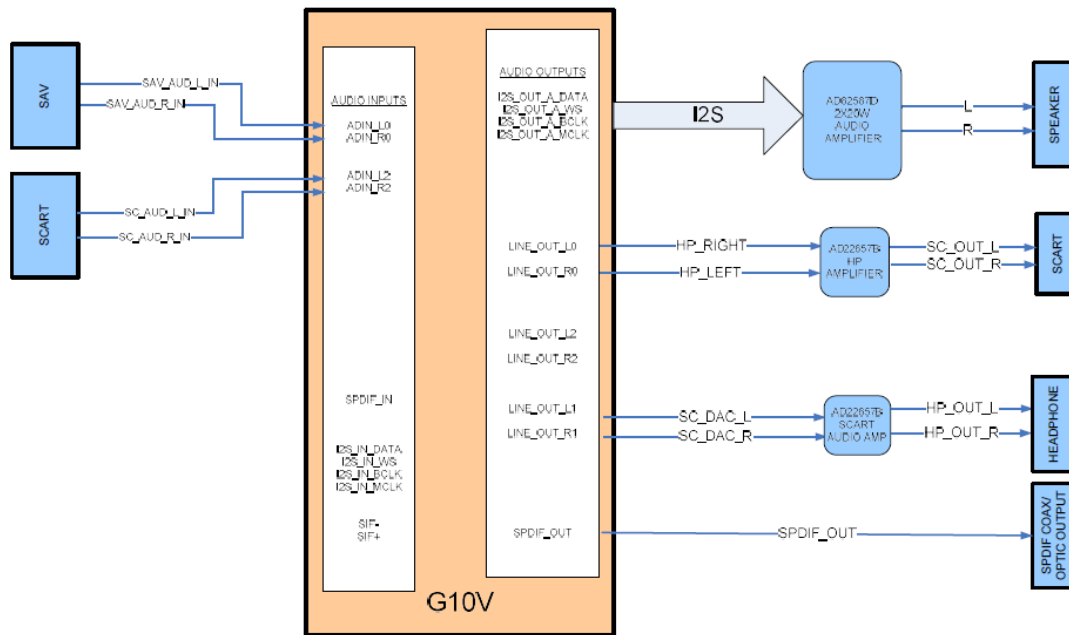 SAV
SAV_AUD_L_IN
SAV_AUD_R_IN
SCART
SC_AUD_L_IN
SC_AUD_R_IN
AUDIO INPUTS
ADIN_L0
ADIN_R0
ADIN_L2
ADIN_R2
SPDIF_IN
I2S_IN_DATA
I2S_IN_WS
I2S_IN_BCLK
I2S_IN_MCLK
SIF-
SIF+
AUDIO OUTPUTS
I2S_OUT_A_DATA
I2S_OUT_A_WS
I2S_OUT_A_BCLK
I2S_OUT_A_MCLK
LINE_OUT_L0
LINE_OUT_R0
LINE_OUT_L2
LINE_OUT_R2
LINE_OUT_L1
LINE_OUT_R1
SPDIF_OUT
G10V
I2S
AD62587D
2X20W
AUDIO
AMPLIFIER
L
R
SPEAKER
HP_RIGHT
HP_LEFT
AD22657B
HP
AMPLIFIER
SC_OUT_L
SC_OUT_R
SCART
SC_DAC_L
SC_DAC_R
AD22657B
SCART
AUDIO AMP
HP_OUT_L
HP_OUT_R
HEADPHONE
SPDIF_OUT
SPDIF COAX/
OPTIC OUTPUT